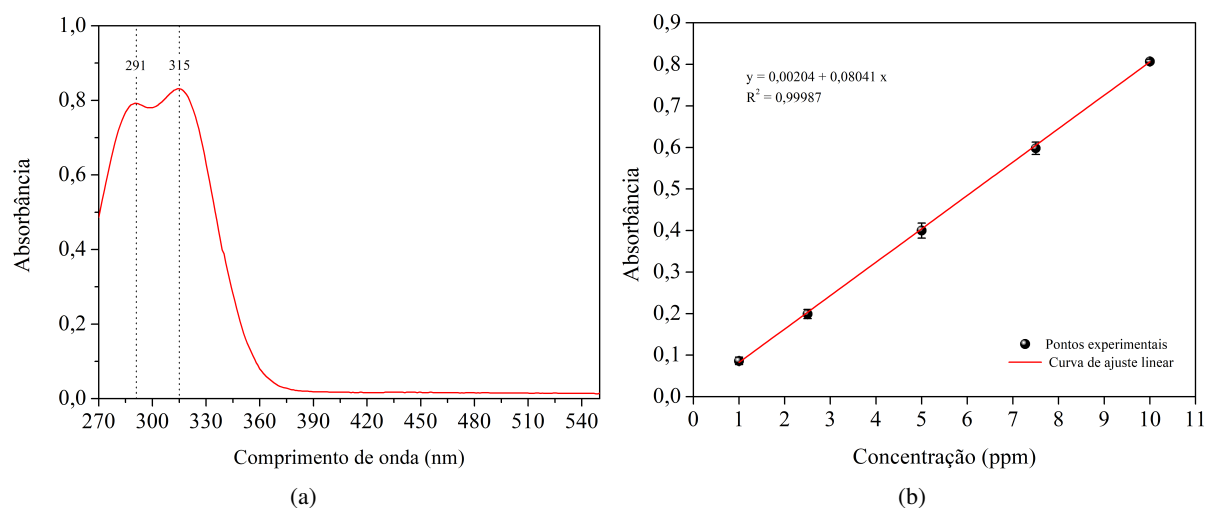 1,0
0,8
0,6
0,4
0,2
0,0
Absorbância
291
315
270 300 330 360 390 420 450 480 510 540
Comprimento de onda (nm)
(a)
0,9
0,8
0,7
0,6
0,5
0,4
0,3
0,2
0,1
0,0
Absorbância
y = 0,00204 + 0,08041 x
R² = 0,99987
Pontos experimentais
Curva de ajuste linear
0 1 2 3 4 5 6 7 8 9 10 11
Concentração (ppm)
(b)